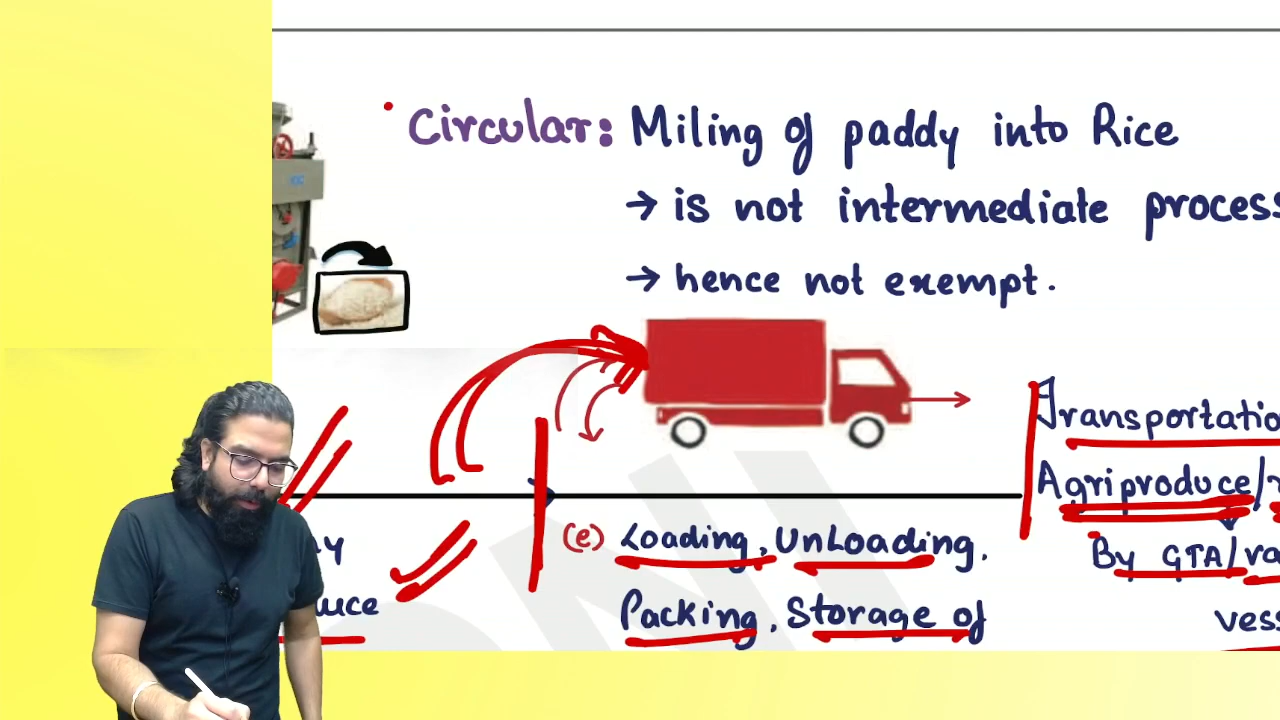 Circular: Miling of paddy into Rice
→ is not intermediate process
→ hence not exempt.
Transportatio
Agriproduce/
By GTA/va
vess
(e) Loading, UnLoading,
Packing, Storage of
uce